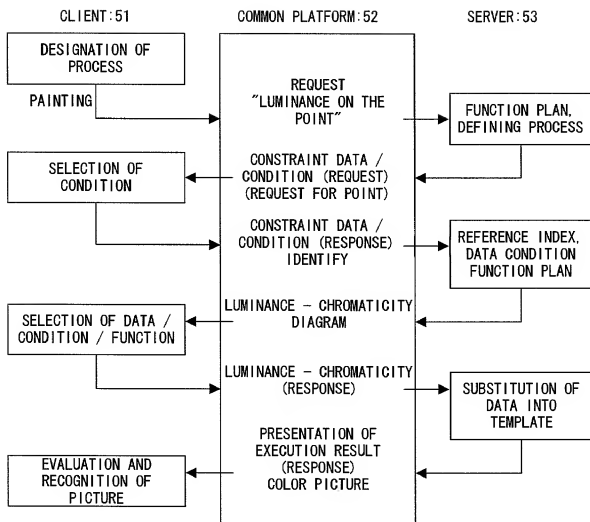 CLIENT:51
COMMON PLATFORM:52
SERVER:53
DESIGNATION OF
PROCESS
PAINTING
REQUEST
"LUMINANCE ON THE
POINT"
FUNCTION PLAN,
DEFINING PROCESS
SELECTION OF
CONDITION
CONSTRAINT DATA /
CONDITION (REQUEST)
(REQUEST FOR POINT)
CONSTRAINT DATA /
CONDITION (RESPONSE)
IDENTIFY
REFERENCE INDEX,
DATA CONDITION
FUNCTION PLAN
SELECTION OF DATA /
CONDITION / FUNCTION
LUMINANCE - CHROMATICITY
DIAGRAM
LUMINANCE - CHROMATICITY
(RESPONSE)
SUBSTITUTION OF
DATA INTO
TEMPLATE
EVALUATION AND
RECOGNITION OF
PICTURE
PRESENTATION OF
EXECUTION RESULT
(RESPONSE)
COLOR PICTURE